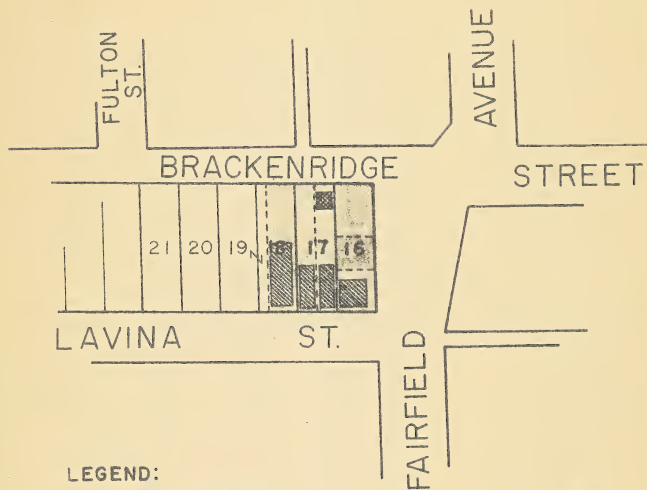 FULTON
ST.
AVENUE
BRACKENRIDGE
STREET
21 20 19 18 17 16
LAVINA ST.
FAIRFIELD
LEGEND: